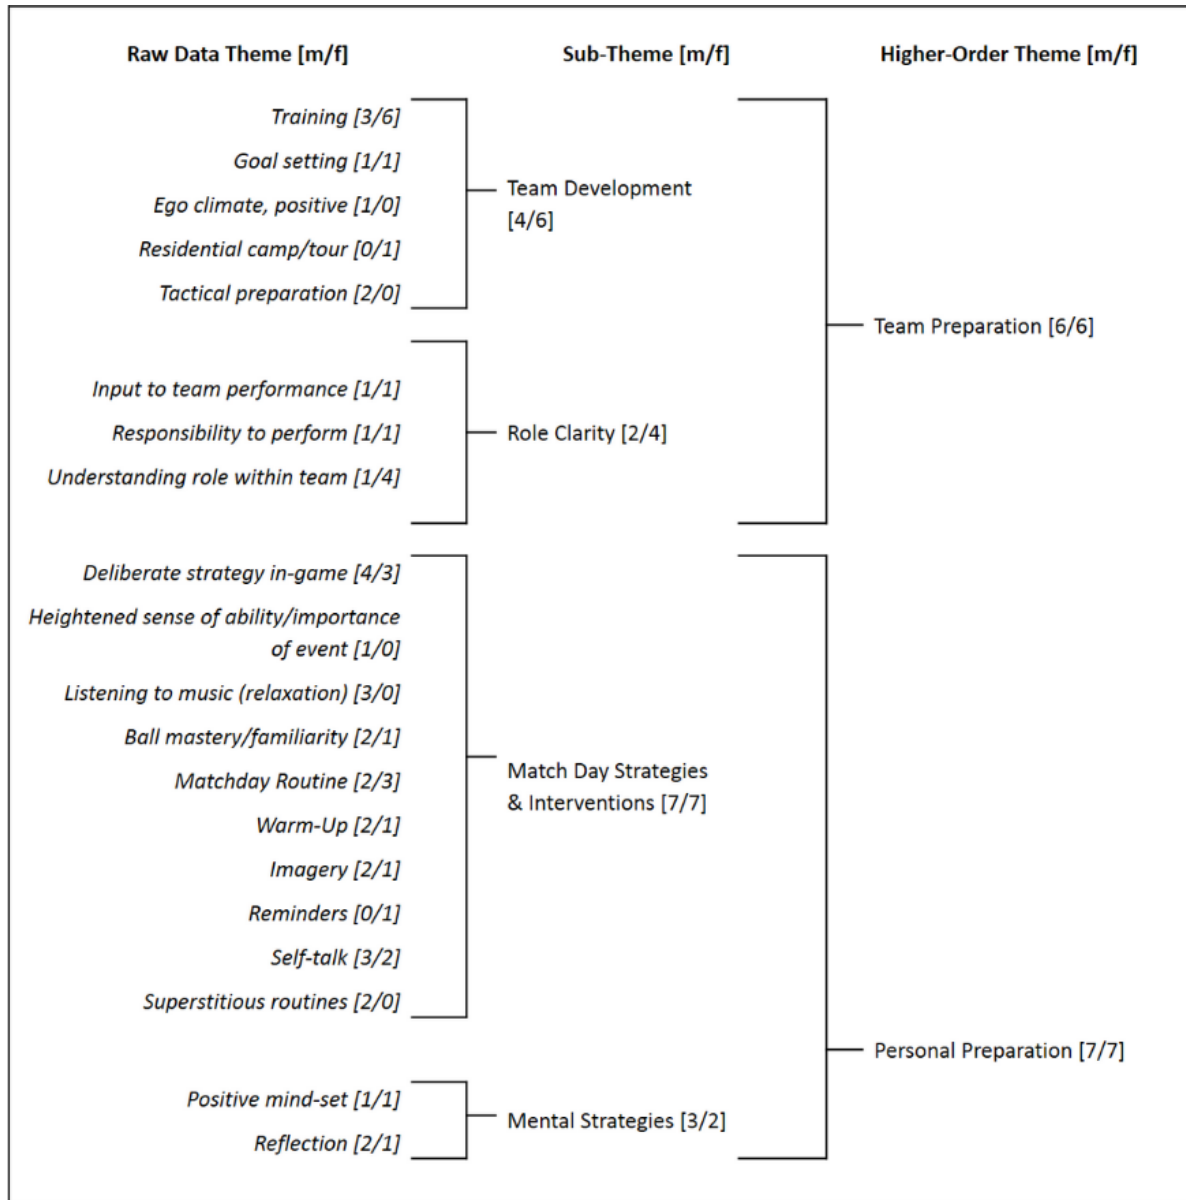 Raw Data Theme [m/f]
Sub-Theme [m/f]
Higher-Order Theme [m/f]
Training [3/6]
Goal setting [1/1]
Ego climate, positive [1/0]
Residential camp/tour [0/1]
Tactical preparation [2/0]
Team Development
[4/6]
Input to team performance [1/1]
Responsibility to perform [1/1]
Understanding role within team [1/4]
Role Clarity [2/4]
Team Preparation [6/6]
Deliberate strategy in-game [4/3]
Heightened sense of ability/importance
of event [1/0]
Listening to music (relaxation) [3/0]
Ball mastery/familiarity [2/1]
Matchday Routine [2/3]
Warm-Up [2/1]
Imagery [2/1]
Reminders [0/1]
Self-talk [3/2]
Superstitious routines [2/0]
Match Day Strategies
& Interventions [7/7]
Positive mind-set [1/1]
Reflection [2/1]
Mental Strategies [3/2]
Personal Preparation [7/7]